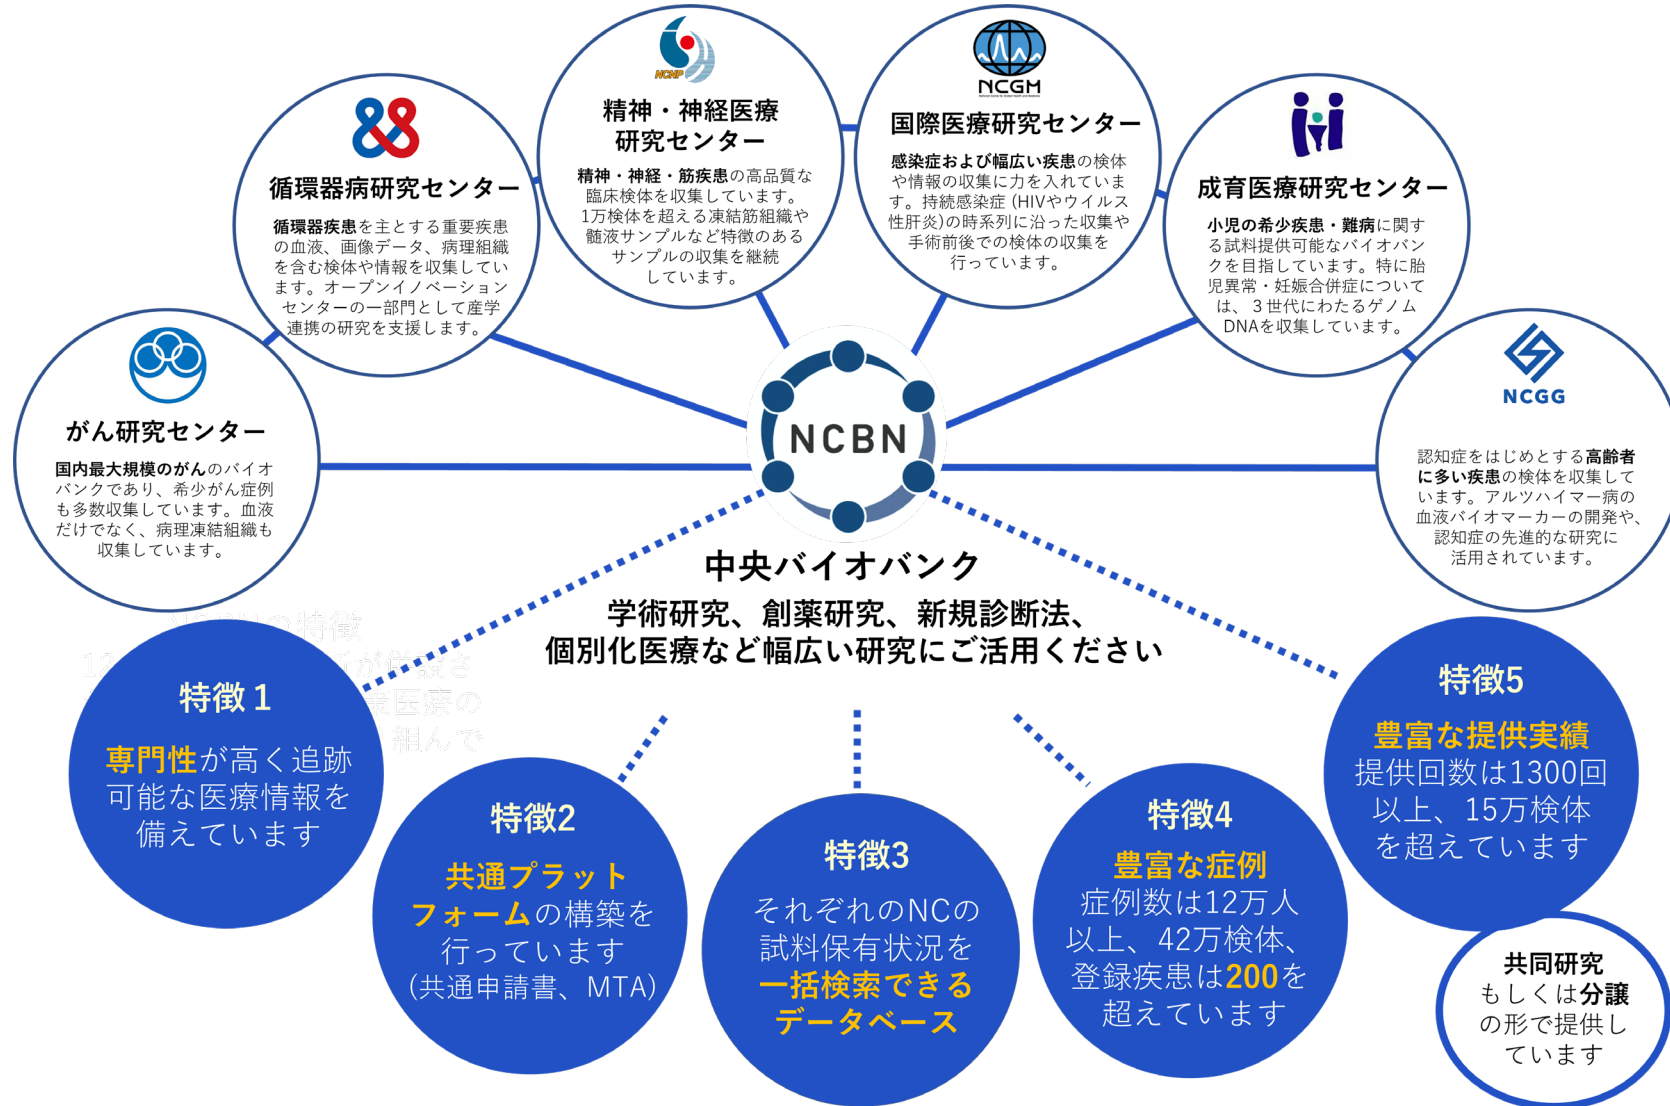 NCNP
精神・神経医療
研究センター
精神・神経・筋疾患の高品質な
臨床検体を収集しています。
1万検体を超える凍結筋組織や
髄液サンプルなど特徴のある
サンプルの収集を継続
しています。
NCGM
国際医療研究センター
感染症および幅広い疾患の検体
や情報の収集に力を入れていま
す。持続感染症 (HIVやウイルス
性肝炎)の時系列に沿った収集や
手術前後での検体の収集を
行っています。
循環器病研究センター
循環器疾患を主とする重要疾患
の血液、画像データ、病理組織
を含む検体や情報を収集してい
ます。オープンイノベーション
センターの一部門として産学
連携の研究を支援します。
成育医療研究センター
小児の希少疾患・難病に関す
る試料提供可能なバイオバン
クを目指しています。特に胎
児異常・妊娠合併症について
は、３世代にわたるゲノム
DNAを収集しています。
がん研究センター
国内最大規模のがんのバイオ
バンクであり、希少がん症例
も多数収集しています。血液
だけでなく、病理凍結組織も
収集しています。
NCGG
認知症をはじめとする高齢者
に多い疾患の検体を収集して
います。アルツハイマー病の
血液バイオマーカーの開発や、
認知症の先進的な研究に
活用されています。
NCBN
中央バイオバンク
学術研究、創薬研究、新規診断法、
個別化医療など幅広い研究にご活用ください
の特徴
12
が併設さ
医療の
組んで
特徴１
専門性が高く追跡
可能な医療情報を
備えています
特徴2
共通プラット
フォームの構築を
行っています
(共通申請書、MTA)
特徴3
それぞれのNCの
試料保有状況を
一括検索できる
データベース
特徴4
豊富な症例
症例数は12万人
以上、42万検体、
登録疾患は200を
超えています
特徴5
豊富な提供実績
提供回数は1300回
以上、15万検体
を超えています
共同研究
もしくは分譲
の形で提供し
ています